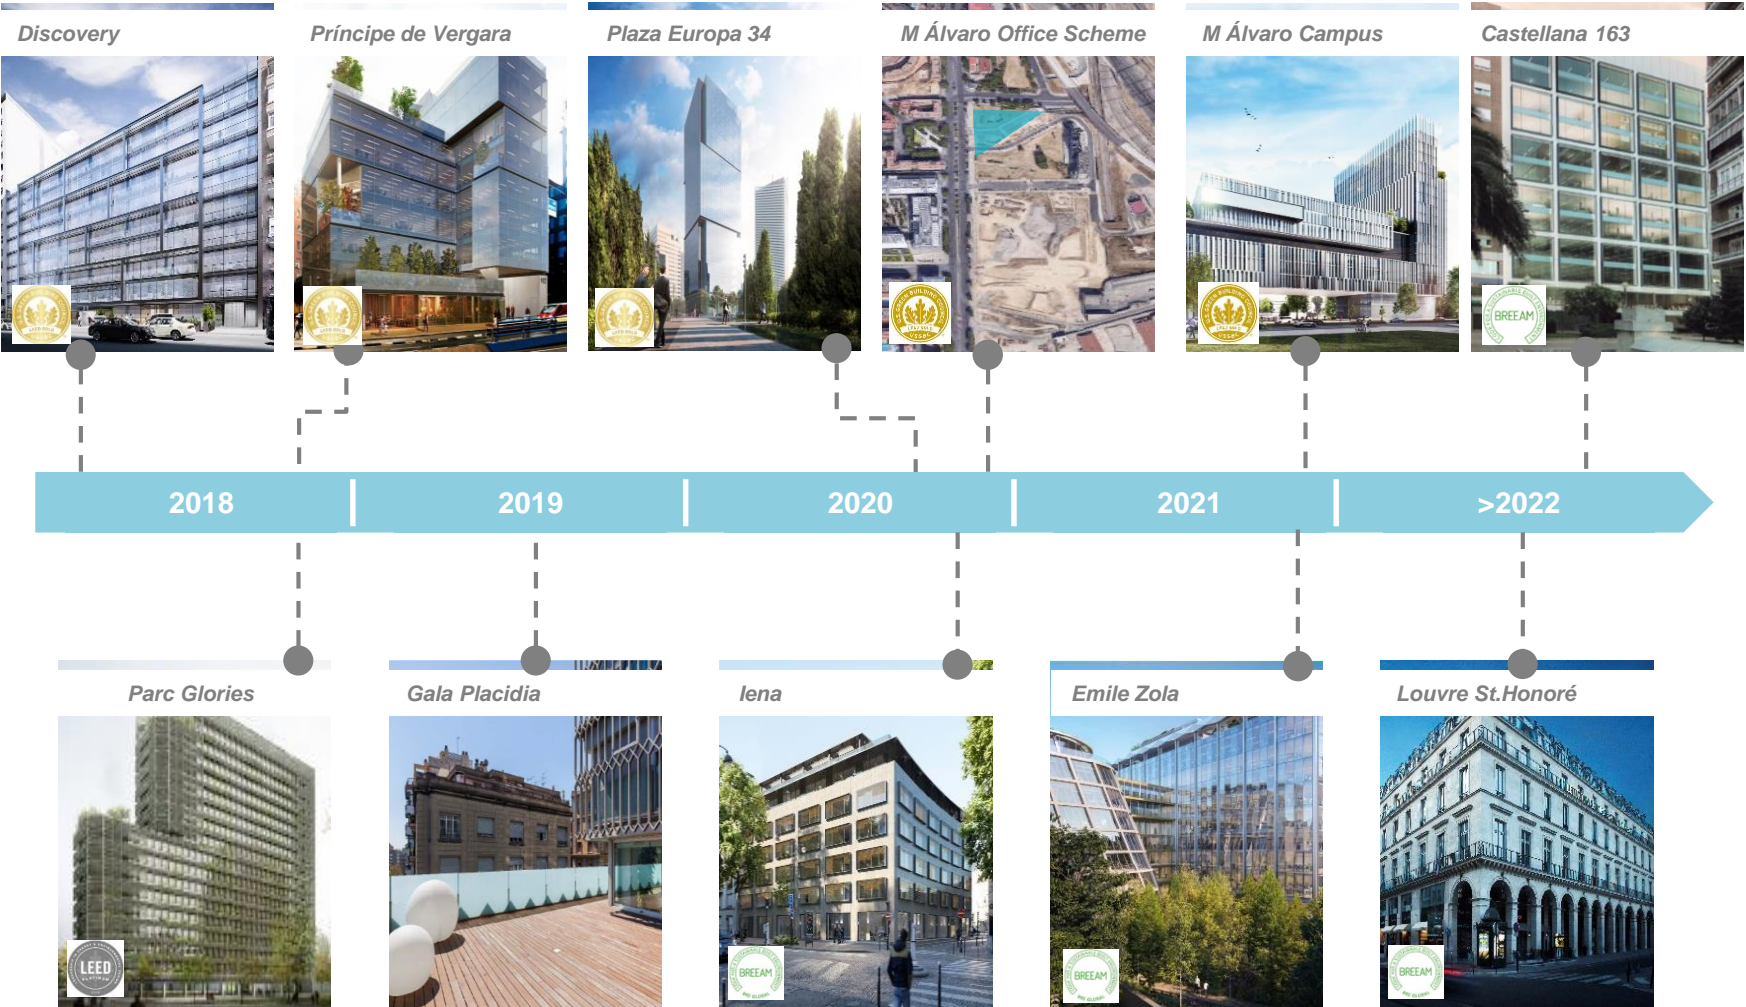 Discovery
Príncipe de Vergara
Plaza Europa 34
M Álvaro Office Scheme
M Álvaro Campus
Castellana 163
BREEAM
2018
2019
2020
2021
>2022
Parc Glories
Gala Placidia
Iena
Emile Zola
Louvre St.Honoré
LEED
PLATINUM
BREEAM
BREEAM
BREEAM